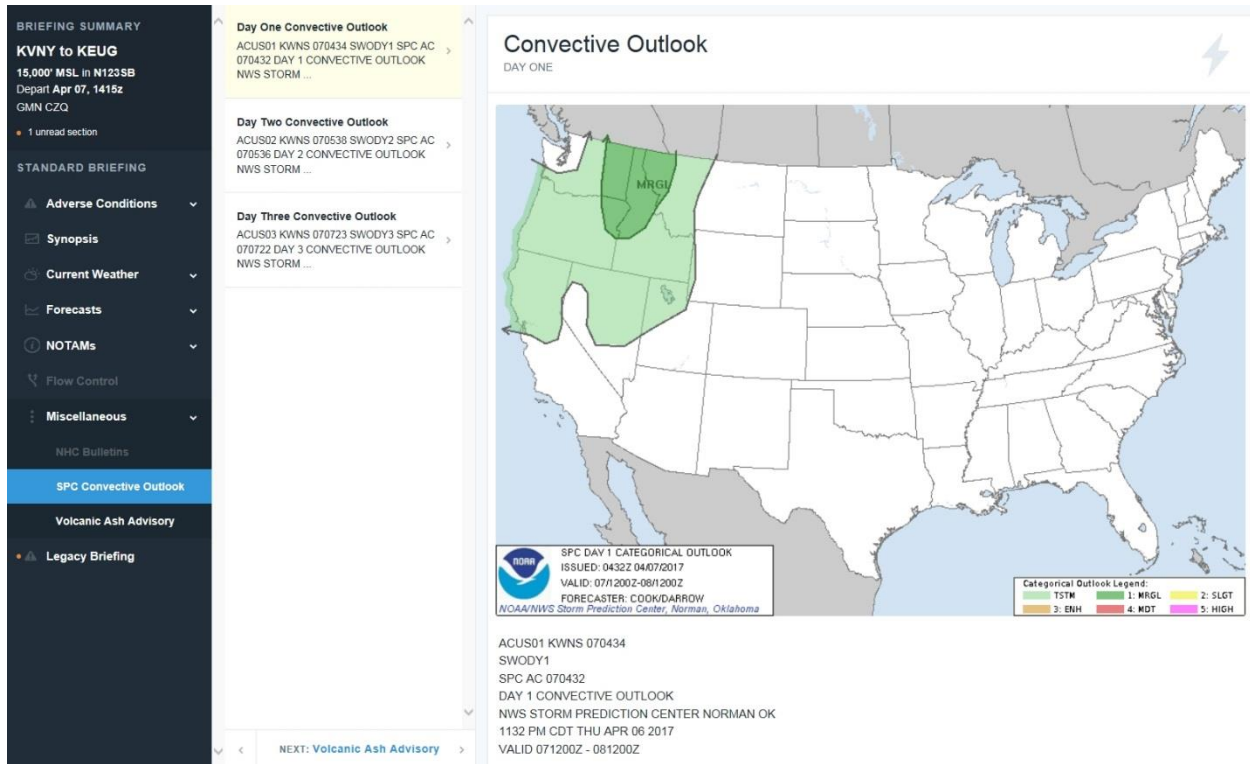 BRIEFING SUMMARY
KVNY to KEUG
15,000' MSL in N123SB
Depart Apr 07, 1415z
GMN CZQ
1 unread section
STANDARD BRIEFING
Adverse Conditions
Synopsis
Current Weather
Forecasts
NOTAMs
Flow Control
Miscellaneous
NHC Bulletins
SPC Convective Outlook
Volcanic Ash Advisory
Legacy Briefing
Day One Convective Outlook
ACUS01 KWNS 070434 SWODY1 SPC AC
070432 DAY 1 CONVECTIVE OUTLOOK
NWS STORM ...
Day Two Convective Outlook
ACUS02 KWNS 070538 SWODY2 SPC AC
070536 DAY 2 CONVECTIVE OUTLOOK
NWS STORM ...
Day Three Convective Outlook
ACUS03 KWNS 070723 SWODY3 SPC AC
070722 DAY 3 CONVECTIVE OUTLOOK
NWS STORM ...
NEXT: Volcanic Ash Advisory
Convective Outlook
DAY ONE
MRGL
NOAA
SPC DAY 1 CATEGORICAL OUTLOOK
ISSUED: 0432Z 04/07/2017
VALID: 07/1200Z-08/1200Z
FORECASTER: COOK/DARROW
NOAA/NWS Storm Prediction Center, Norman, Oklahoma
Categorical Outlook Legend:
TSTM 1: MRGL 2: SLGT
3: ENH 4: MDT 5: HIGH
ACUS01 KWNS 070434
SWODY1
SPC AC 070432
DAY 1 CONVECTIVE OUTLOOK
NWS STORM PREDICTION CENTER NORMAN OK
1132 PM CDT THU APR 06 2017
VALID 071200Z - 081200Z